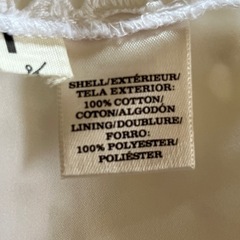 SHELL/EXTÉRIEUR/
TELA EXTERIOR:
100% COTTON/
COTON/ALGODÓN
LINING/DOUBLURE/
FORRO:
100% POLYESTER/
POLIÉSTER